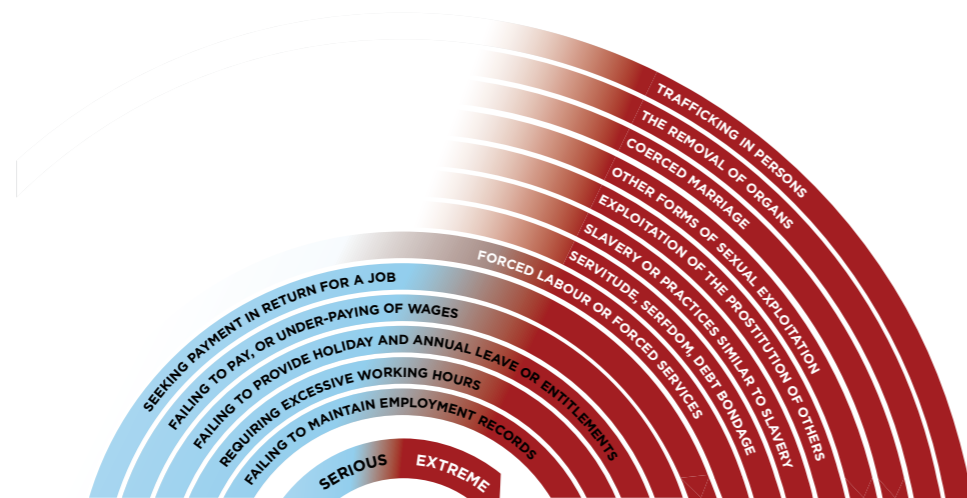 TRAFFICKING IN PERSONS
THE REMOVAL OF ORGANS
COERCED MARRIAGE
OTHER FORMS OF SEXUAL EXPLOITATION
EXPLOITATION OF THE PROSTITUTION OF OTHERS
SLAVERY OR PRACTICES SIMILAR TO SLAVERY
SERVITUDE, SERFDOM, DEBT BONDAGE
FORCED LABOUR OR FORCED SERVICES
SEEKING PAYMENT IN RETURN FOR A JOB
FAILING TO PAY, OR UNDER-PAYING OF WAGES
FAILING TO PROVIDE HOLIDAY AND ANNUAL LEAVE OR ENTITLEMENTS
REQUIRING EXCESSIVE WORKING HOURS
FAILING TO MAINTAIN EMPLOYMENT RECORDS
SERIOUS
EXTREME